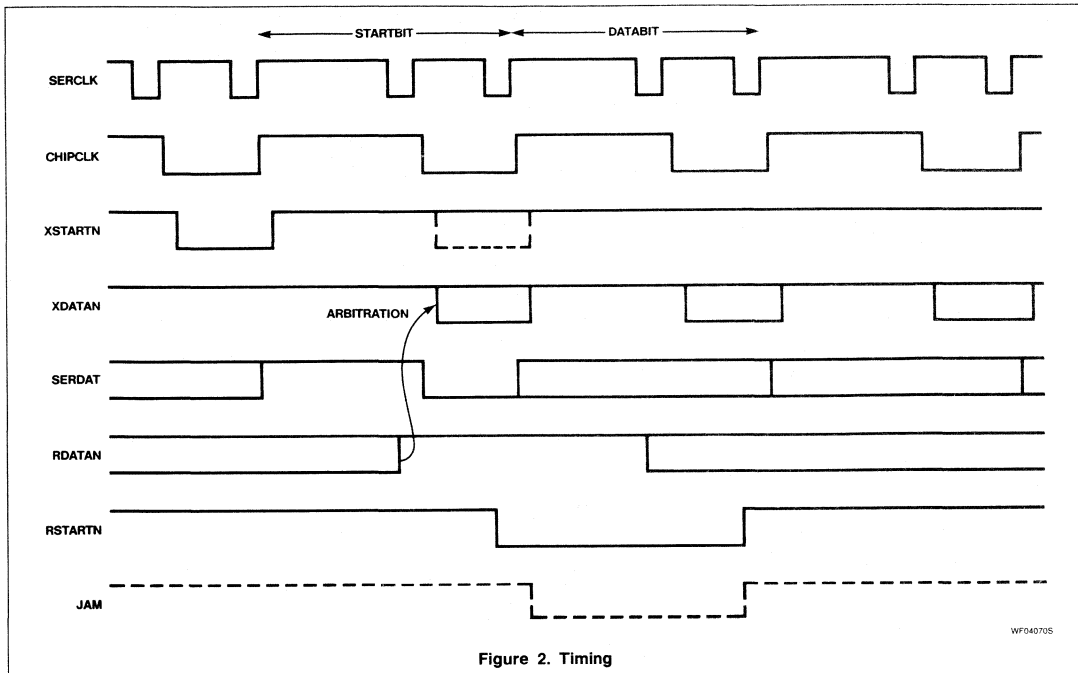 STARTBIT
DATABIT
SERCLK
CHIPCLK
XSTARTN
XDATAN
ARBITRATION
SERDAT
RDATAN
RSTARTN
JAM
WF04070S
Figure 2. Timing